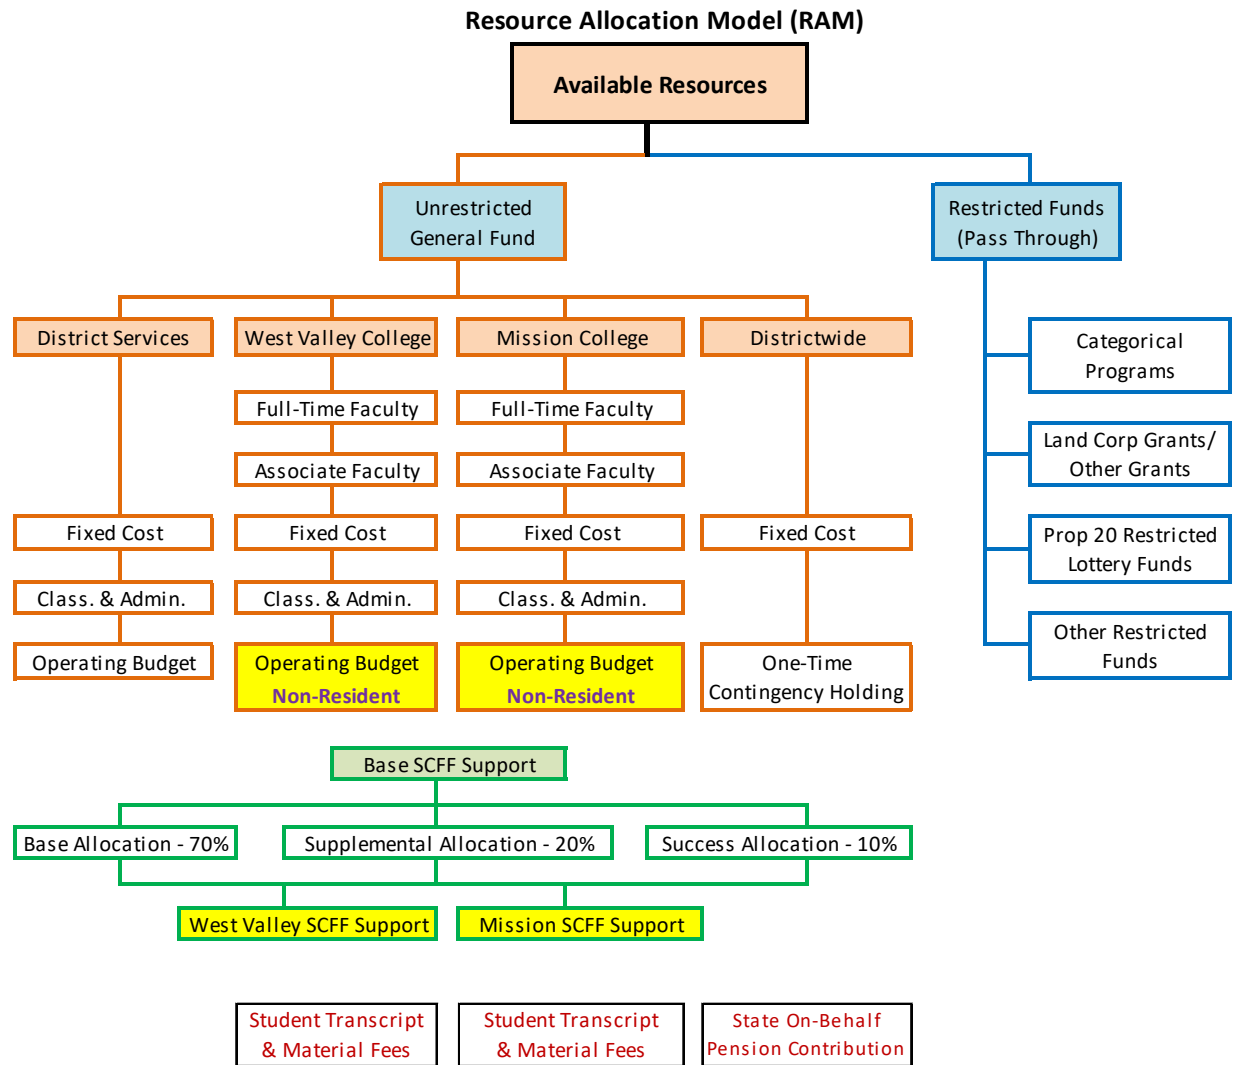 Resource Allocation Model (RAM)
Available Resources
Unrestricted
General Fund
Restricted Funds
(Pass Through)
District Services
West Valley College
Mission College
Districtwide
Categorical
Programs
Full-Time Faculty
Full-Time Faculty
Land Corp Grants/
Other Grants
Associate Faculty
Associate Faculty
Fixed Cost
Fixed Cost
Fixed Cost
Fixed Cost
Prop 20 Restricted
Lottery Funds
Class. & Admin.
Class. & Admin.
Class. & Admin.
Other Restricted
Funds
Operating Budget
Operating Budget
Non-Resident
Operating Budget
Non-Resident
One-Time
Contingency Holding
Base SCFF Support
Base Allocation - 70%
Supplemental Allocation - 20%
Success Allocation - 10%
West Valley SCFF Support
Mission SCFF Support
Student Transcript
& Material Fees
Student Transcript
& Material Fees
State On-Behalf
Pension Contribution